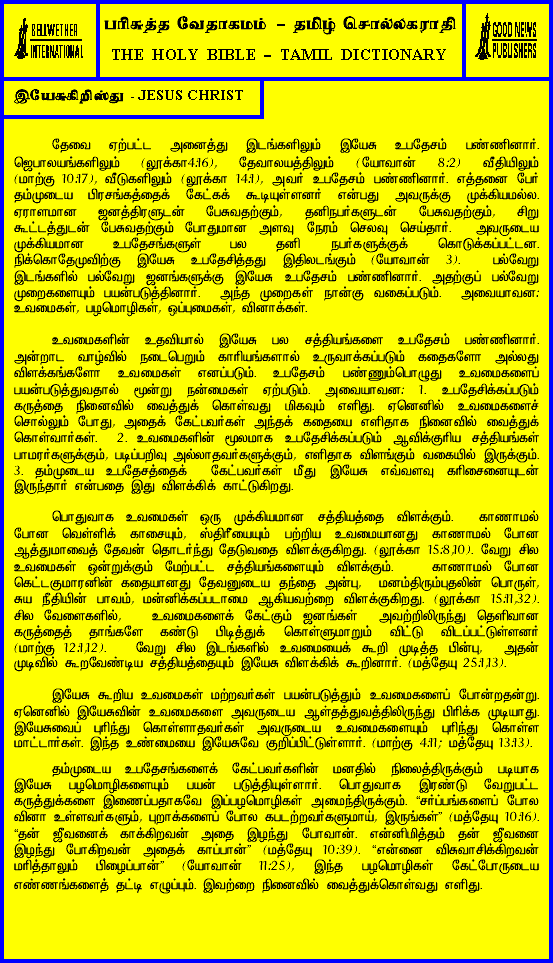 BELLWETHER
INTERNATIONAL
பரிசுத்த வேதாகமம் – தமிழ் சொல்லகராதி
THE HOLY BIBLE – TAMIL DICTIONARY
GOOD NEWS
PUBLISHERS
இயேசுகிறிஸ்து - JESUS CHRIST
தேவை ஏற்பட்ட அனைத்து இடங்களிலும் இயேசு உபதேசம் பண்ணினார்.
ஜெபாலயங்களிலும் (லூக்கா4:16), தேவாலயத்திலும் (யோவான் 8:2) வீதியிலும்
(மாற்கு 10:17), வீடுகளிலும் (லூக்கா 14:1), அவர் உபதேசம் பண்ணினார். எத்தனை பேர்
தம்முடைய பிரசங்கத்தைக் கேட்கக் கூடியுள்ளனர் என்பது அவருக்கு முக்கியமல்ல.
ஏராளமான ஜனத்திரளுடன் பேசுவதற்கும், தனிநபர்களுடன் பேசுவதற்கும், சிறு
கூட்டத்துடன் பேசுவதற்கும் போதுமான அளவு நேரம் செலவு செய்தார். அவருடைய
முக்கியமான உபதேசங்களுள் பல தனி நபர்களுக்குக் கொடுக்கப்பட்டன.
நிக்கொதேமுவிற்கு இயேசு உபதேசித்தது இதிலடங்கும் (யோவான் 3). பல்வேறு
இடங்களில் பல்வேறு ஜனங்களுக்கு இயேசு உபதேசம் பண்ணினார். அதற்குப் பல்வேறு
முறைகளையும் பயன்படுத்தினார். அந்த முறைகள் நான்கு வகைப்படும். அவையாவன:
உவமைகள், பழமொழிகள், ஒப்புமைகள், வினாக்கள்.
உவமைகளின் உதவியால் இயேசு பல சத்தியங்களை உபதேசம் பண்ணினார்.
அன்றாட வாழ்வில் நடைபெறும் காரியங்களால் உருவாக்கப்படும் கதைகளோ அல்லது
விளக்கங்களோ உவமைகள் எனப்படும். உபதேசம் பண்ணும்பொழுது உவமைகளைப்
பயன்படுத்துவதால் மூன்று நன்மைகள் ஏற்படும். அவையாவன: 1. உபதேசிக்கப்படும்
கருத்தை நினைவில் வைத்துக் கொள்வது மிகவும் எளிது. ஏனெனில் உவமைகளைச்
சொல்லும் போது, அதைக் கேட்பவர்கள் அந்தக் கதையை எளிதாக நினைவில் வைத்துக்
கொள்வார்கள். 2. உவமைகளின் மூலமாக உபதேசிக்கப்படும் ஆவிக்குரிய சத்தியங்கள்
பாமரர்களுக்கும், படிப்பறிவு அல்லாதவர்களுக்கும், எளிதாக விளங்கும் வகையில் இருக்கும்.
3. தம்முடைய உபதேசத்தைக் கேட்பவர்கள் மீது இயேசு எவ்வளவு கரிசனையுடன்
இருந்தார் என்பதை இது விளக்கிக் காட்டுகிறது.
பொதுவாக உவமைகள் ஒரு முக்கியமான சத்தியத்தை விளக்கும். காணாமல்
போன வெள்ளிக் காசையும், ஸ்திரீயையும் பற்றிய உவமையானது காணாமல் போன
ஆத்துமாவைத் தேவன் தொடர்ந்து தேடுவதை விளக்குகிறது. (லூக்கா 15:8,10). வேறு சில
உவமைகள் ஒன்றுக்கும் மேற்பட்ட சத்தியங்களையும் விளக்கும். காணாமல் போன
கெட்டகுமாரனின் கதையானது தேவனுடைய தந்தை அன்பு, மனம்திரும்புதலின் பொருள்,
சுய நீதியின் பாவம், மன்னிக்கப்படாமை ஆகியவற்றை விளக்குகிறது. (லூக்கா 15:11,32).
சில வேளைகளில், உவமைகளைக் கேட்கும் ஜனங்கள் அவற்றிலிருந்து தெளிவான
கருத்தைத் தாங்களே கண்டு பிடித்துக் கொள்ளுமாறும் விட்டு விடப்பட்டுள்ளனர்
(மாற்கு 12:1,12). வேறு சில இடங்களில் உவமையைக் கூறி முடித்த பின்பு, அதன்
முடிவில் கூறவேண்டிய சத்தியத்தையும் இயேசு விளக்கிக் கூறினார். (மத்தேயு 25:1,13).
இயேசு கூறிய உவமைகள் மற்றவர்கள் பயன்படுத்தும் உவமைகளைப் போன்றதன்று.
ஏனெனில் இயேசுவின் உவமைகளை அவருடைய ஆள்தத்துவத்திலிருந்து பிரிக்க முடியாது.
இயேசுவைப் புரிந்து கொள்ளாதவர்கள் அவருடைய உவமைகளையும் புரிந்து கொள்ள
மாட்டார்கள். இந்த உண்மையை இயேசுவே குறிப்பிட்டுள்ளார். (மாற்கு 4:11; மத்தேயு 13:13).
தம்முடைய உபதேசங்களைக் கேட்பவர்களின் மனதில் நிலைத்திருக்கும் படியாக
இயேசு பழமொழிகளையும் பயன் படுத்தியுள்ளார். பொதுவாக இரண்டு வேறுபட்ட
கருத்துக்களை இணைப்பதாகவே இப்பழமொழிகள் அமைந்திருக்கும். “சர்ப்பங்களைப் போல
வினா உள்ளவர்களும், புறாக்களைப் போல கபடற்றவர்களுமாய், இருங்கள்” (மத்தேயு 10:16).
“தன் ஜீவனைக் காக்கிறவன் அதை இழந்து போவான். என்னிமித்தம் தன் ஜீவனை
இழந்து போகிறவன் அதைக் காப்பான்” (மத்தேயு 10:39). “என்னை விசுவாசிக்கிறவன்
மரித்தாலும் பிழைப்பான்” (யோவான் 11:25), இந்த பழமொழிகள் கேட்போருடைய
எண்ணங்களைத் தட்டி எழுப்பும். இவற்றை நினைவில் வைத்துக்கொள்வது எளிது.